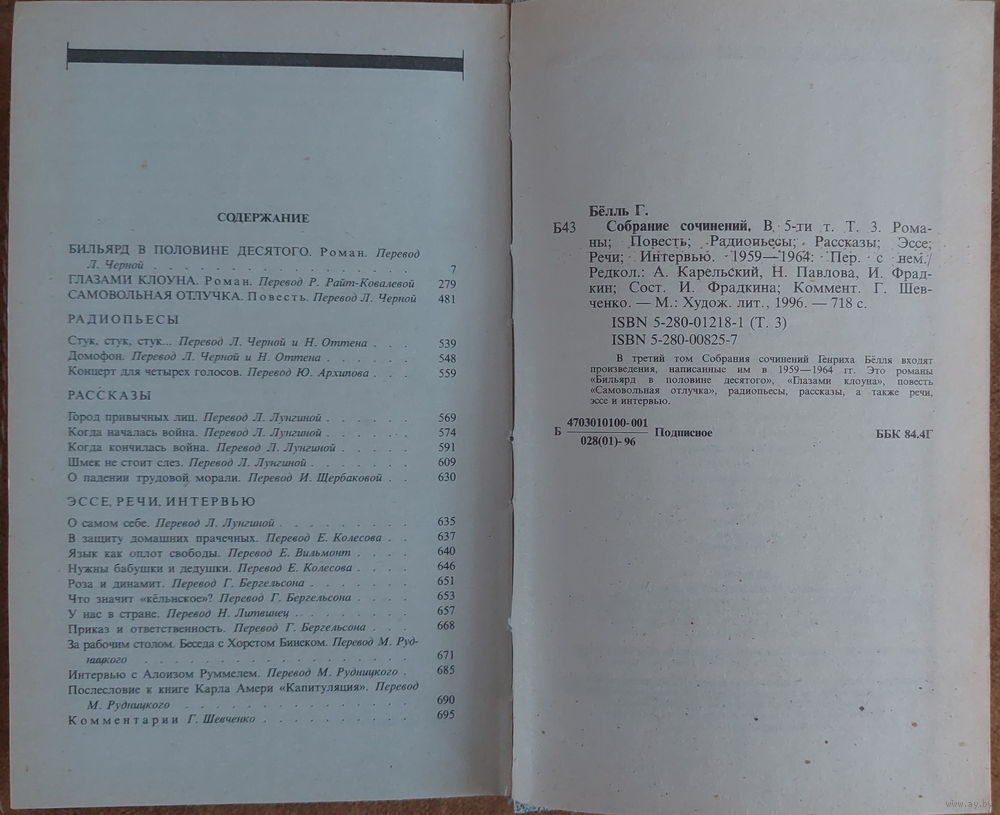 СОДЕРЖАНИЕ
БИЛЬЯРД В ПОЛОВИНЕ ДЕСЯТОГО. Роман. Перевод
Л. Черной . . . . . . . . . . . . . . . . 7
ГЛАЗАМИ КЛОУНА. Роман. Перевод Р. Райт-Ковалевой 279
САМОВОЛЬНАЯ ОТЛУЧКА. Повесть. Перевод Л. Черной 481
РАДИОПЬЕСЫ
Стук, стук, стук... Перевод Л. Черной и Н. Оттена . . . 539
Домофон. Перевод Л. Черной и Н. Оттена . . . . . . 548
Концерт для четырех голосов. Перевод Ю. Архипова . . . 559
РАССКАЗЫ
Город привычных лиц. Перевод Л. Лунгиной . . . . . 569
Когда началась война. Перевод Л. Лунгиной . . . . . 574
Когда кончилась война. Перевод Л. Лунгиной . . . . . 591
Шмек не стоит слез. Перевод Л. Лунгиной . . . . . . 609
О падении трудовой морали. Перевод И. Щербаковой . . 630
ЭССЕ, РЕЧИ, ИНТЕРВЬЮ
О самом себе. Перевод Л. Лунгиной . . . . . . . . 635
В защиту домашних прачечных. Перевод Е. Колесова . . 637
Язык как оплот свободы. Перевод Е. Вильмонт . . . . 640
Нужны бабушки и дедушки. Перевод Е. Колесова . . . . 646
Роза и динамит. Перевод Г. Бергельсона . . . . . . 651
Что значит «кёльнское»? Перевод Г. Бергельсона . . . . 653
У нас в стране. Перевод Н. Литвинец . . . . . . . 657
Приказ и ответственность. Перевод Г. Бергельсона . . . 668
За рабочим столом. Беседа с Хорстом Бинеком. Перевод М. Руд-
ницкого . . . . . . . . . . . . . . . . 671
Интервью с Алоизом Руммелем. Перевод М. Рудницкого . 685
Послесловие к книге Карла Амери «Капитуляция». Перевод
М. Рудницкого . . . . . . . . . . . . . . 690
Комментарии Г. Шевченко . . . . . . . . . . 695
Бёлль Г.
Б43 Собрание сочинений. В 5-ти т. Т. 3. Рома-
ны; Повесть; Радиопьесы; Рассказы; Эссе;
Речи; Интервью. 1959—1964: Пер. с нем./
Редкол.: А. Карельский, Н. Павлова, И. Фрад-
кин; Сост. И. Фрадкина; Коммент. Г. Шев-
ченко. — М.: Худож. лит., 1996. — 718 с.
ISBN 5-280-01218-1 (Т. 3)
ISBN 5-280-00825-7
В третий том Собрания сочинений Генриха Бёлля входят
произведения, написанные им в 1959—1964 гг. Это романы
«Бильярд в половине десятого», «Глазами клоуна», повесть
«Самовольная отлучка», радиопьесы, рассказы, а также речи,
эссе и интервью.
4703010100-001
Б Подписное ББК 84.4Г
028(01)-96
www.ay.by